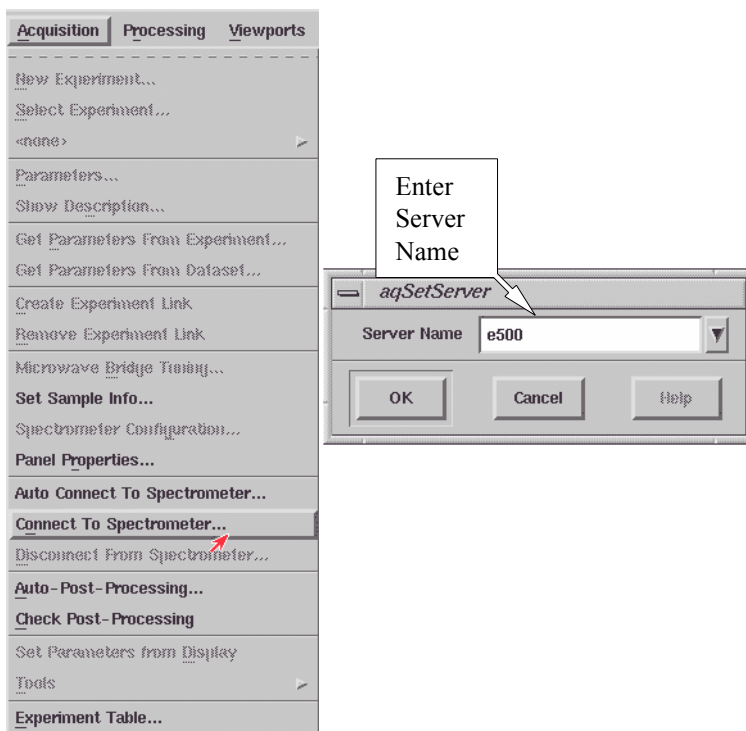 Acquisition Processing Viewports
New Experiment...
Select Experiment...
<none>
Parameters...
Show Description...
Get Parameters From Experiment...
Get Parameters From Dataset...
Create Experiment Link
Remove Experiment Link
Microwave Bridge Timing...
Set Sample Info...
Spectrometer Configuration...
Panel Properties...
Auto Connect To Spectrometer...
Connect To Spectrometer...
Disconnect From Spectrometer...
Auto-Post-Processing...
Check Post-Processing
Set Parameters from Display
Tools
Experiment Table...
Enter
Server
Name
aqSetServer
Server Name e500
OK Cancel Help